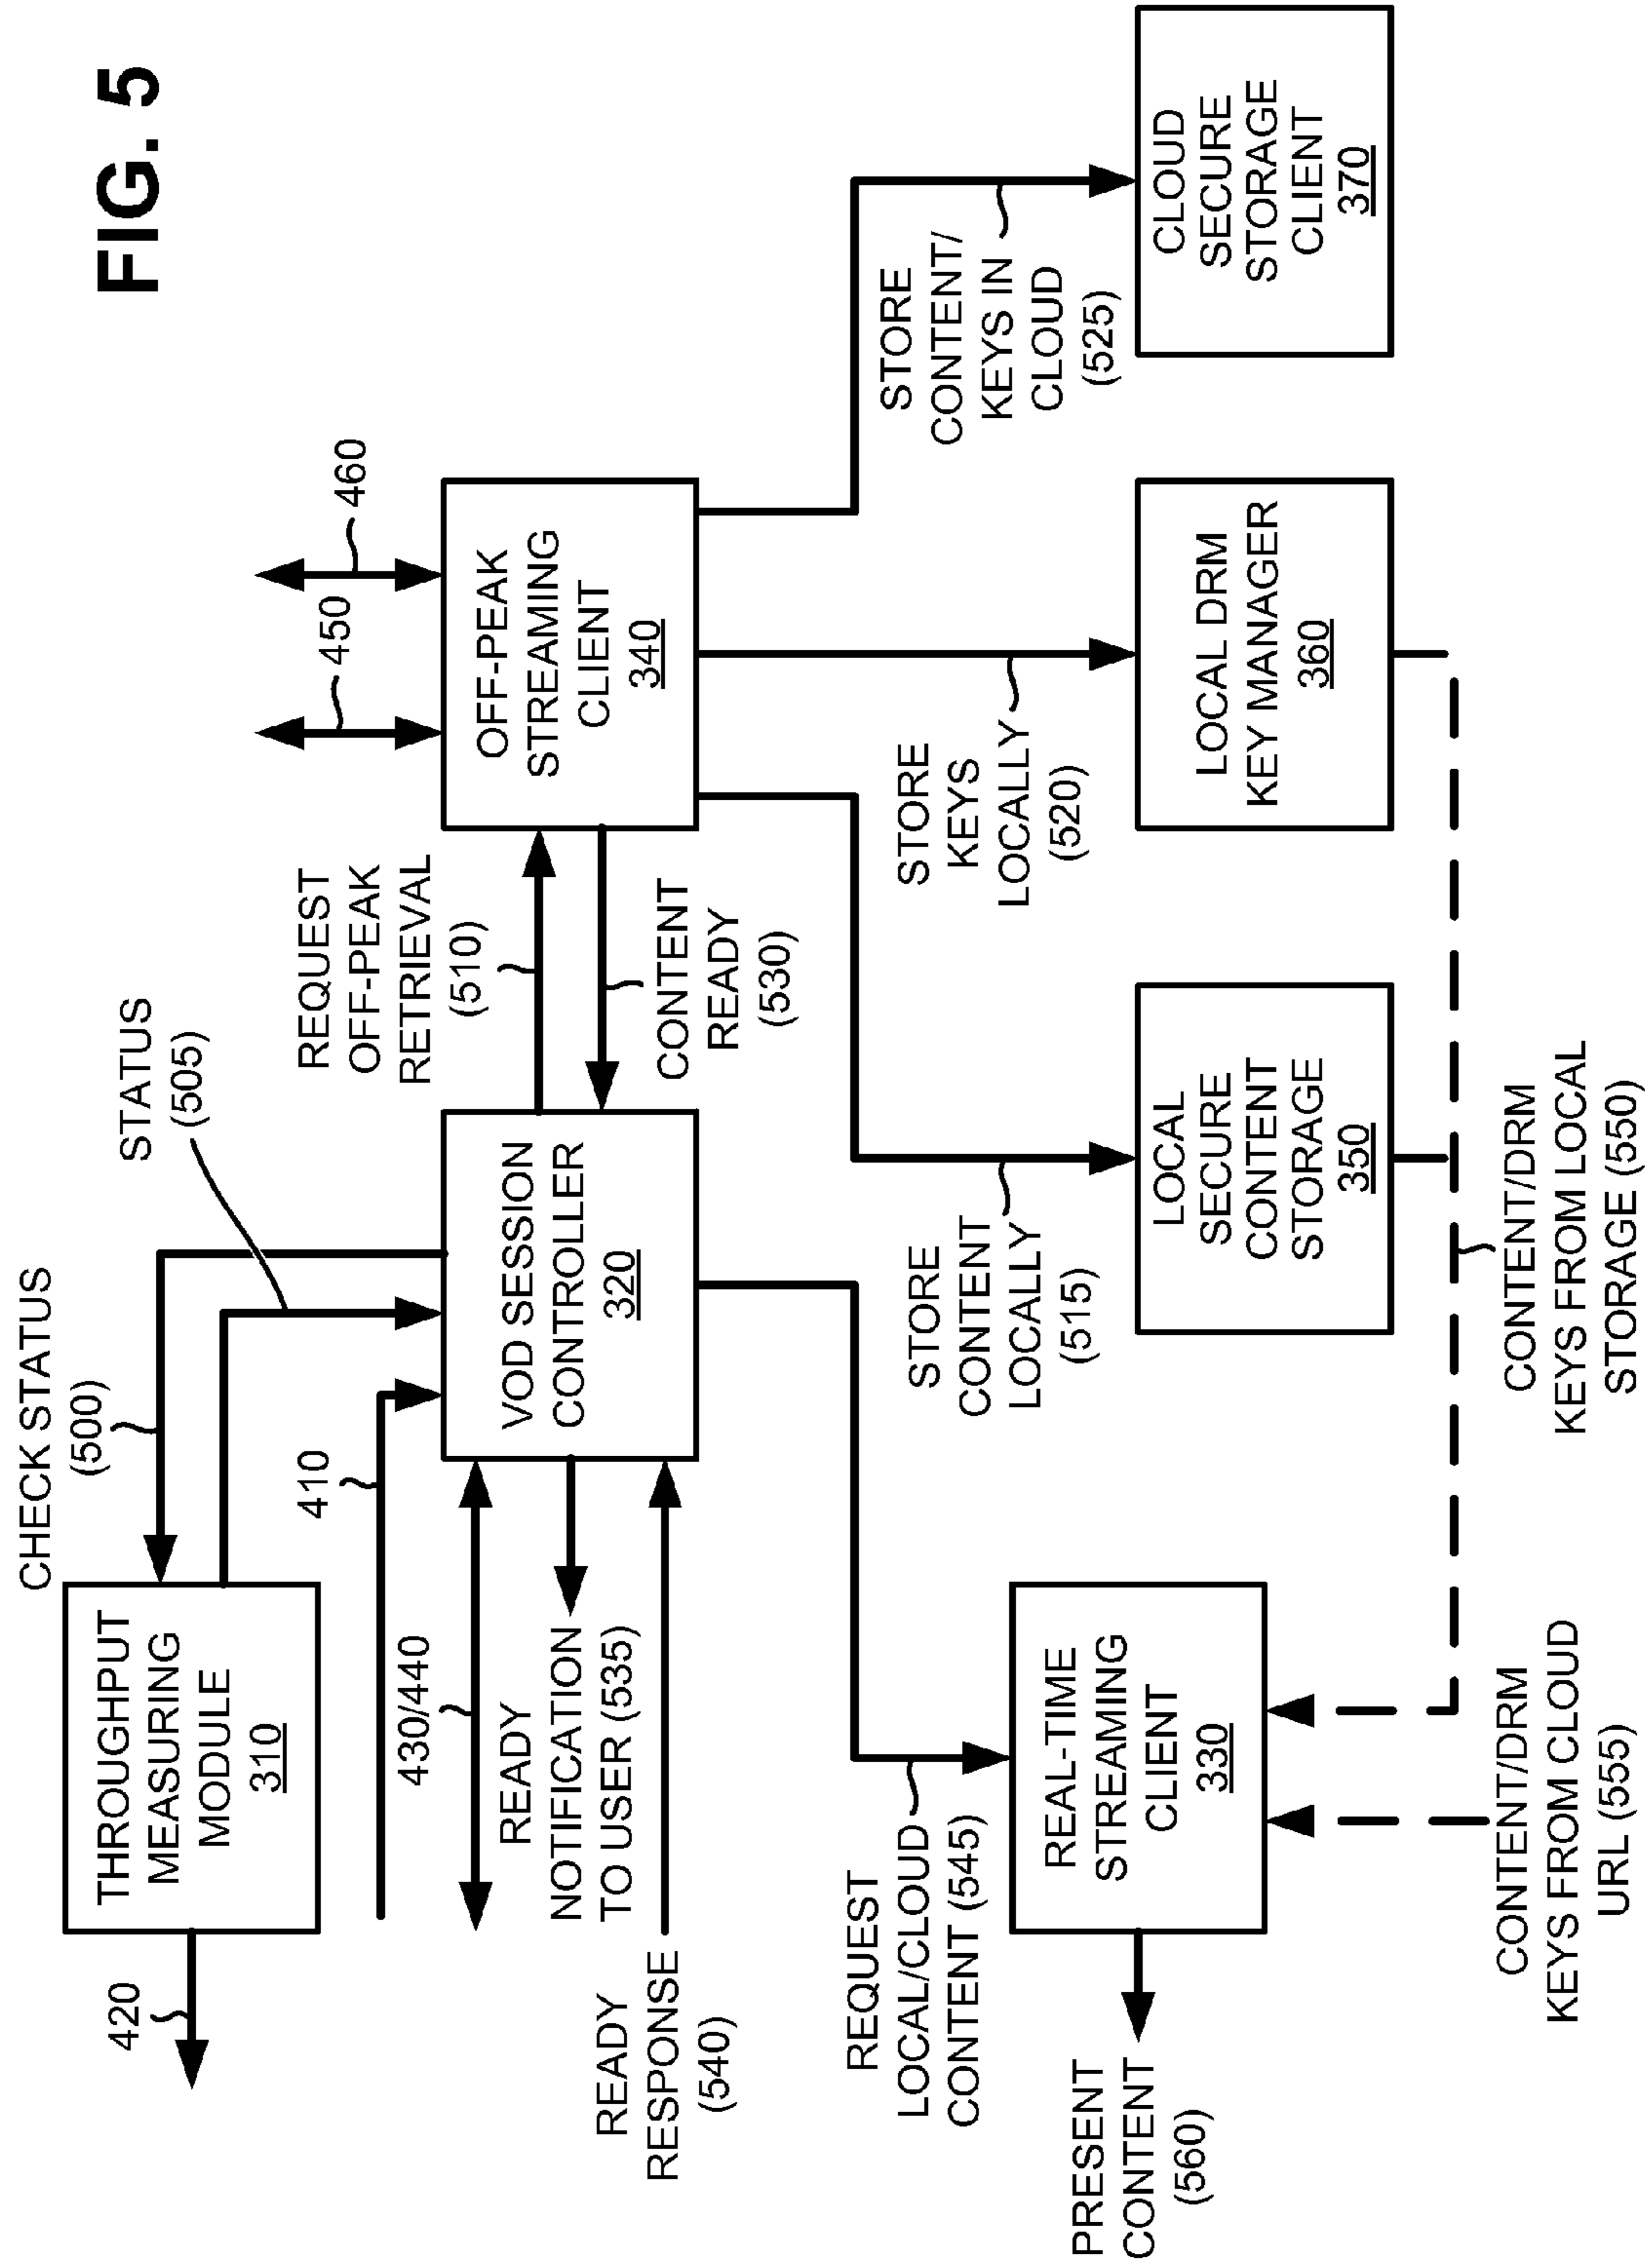 FIG. 5
CHECK STATUS
(500)
STATUS
(505)
THROUGHPUT
MEASURING
MODULE
310
420
410
430/440
REQUEST
OFF-PEAK
RETRIEVAL
(510)
450
460
VOD SESSION
CONTROLLER
320
OFF-PEAK
STREAMING
CLIENT
340
READY
NOTIFICATION
TO USER (535)
CONTENT
READY
(530)
READY
RESPONSE
(540)
REQUEST
LOCAL/CLOUD
CONTENT (545)
STORE
CONTENT
LOCALLY
(515)
STORE
KEYS
LOCALLY
(520)
STORE
CONTENT/
KEYS IN
CLOUD
(525)
REAL-TIME
STREAMING
CLIENT
330
LOCAL
SECURE
CONTENT
STORAGE
350
LOCAL DRM
KEY MANAGER
360
CLOUD
SECURE
STORAGE
CLIENT
370
PRESENT
CONTENT
(560)
CONTENT/DRM
KEYS FROM CLOUD
URL (555)
CONTENT/DRM
KEYS FROM LOCAL
STORAGE (550)